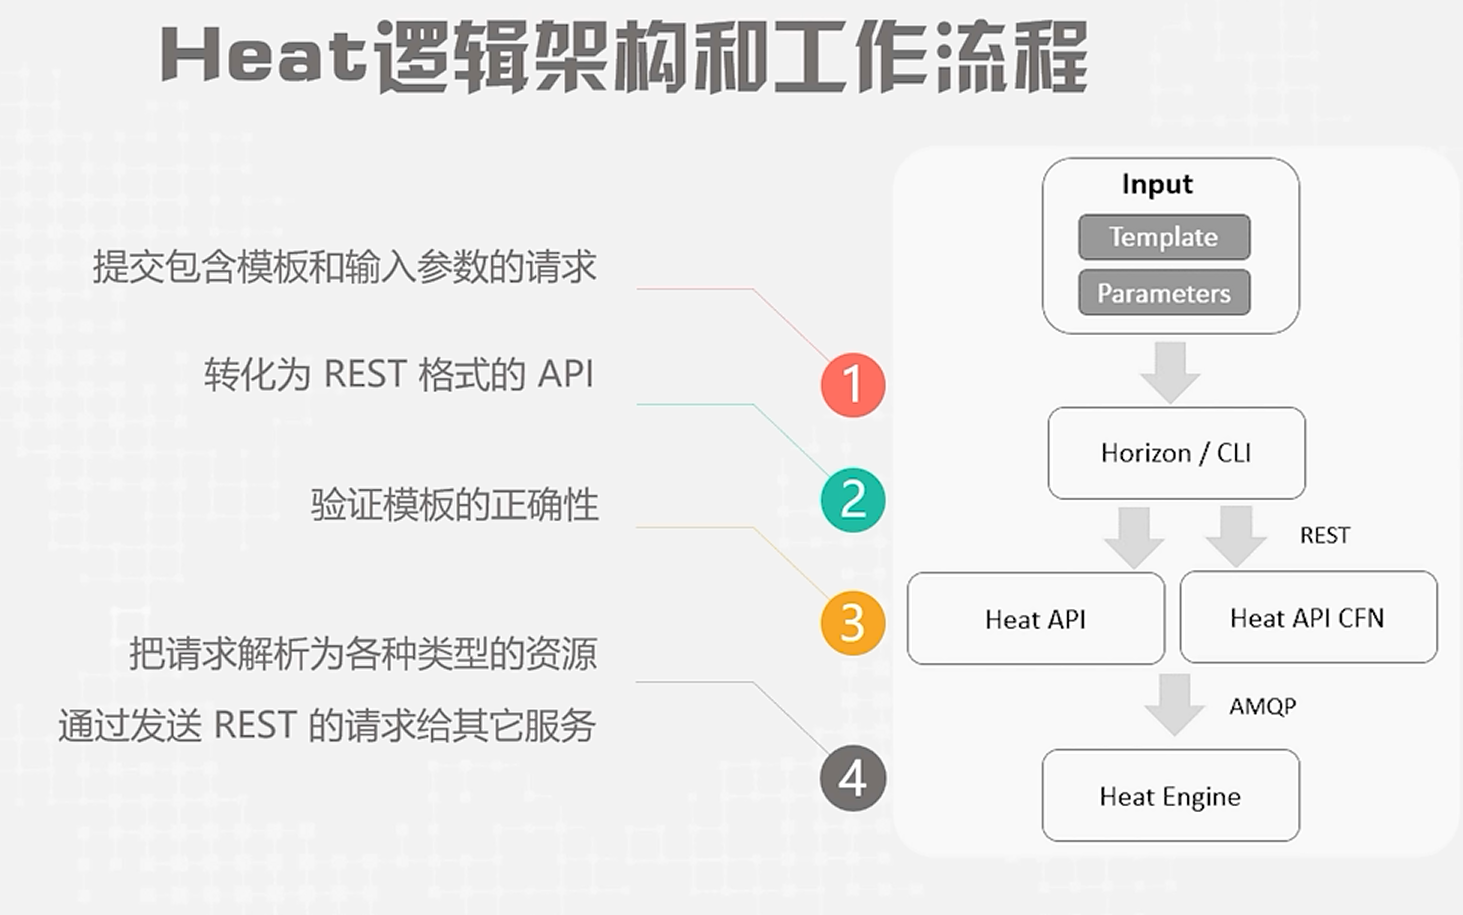 Heat逻辑架构和工作流程
提交包含模板和输入参数的请求
1
转化为 REST 格式的 API
2
验证模板的正确性
3
把请求解析为各种类型的资源
通过发送 REST 的请求给其它服务
4
Input
Template
Parameters
Horizon / CLI
REST
Heat API
Heat API CFN
AMQP
Heat Engine